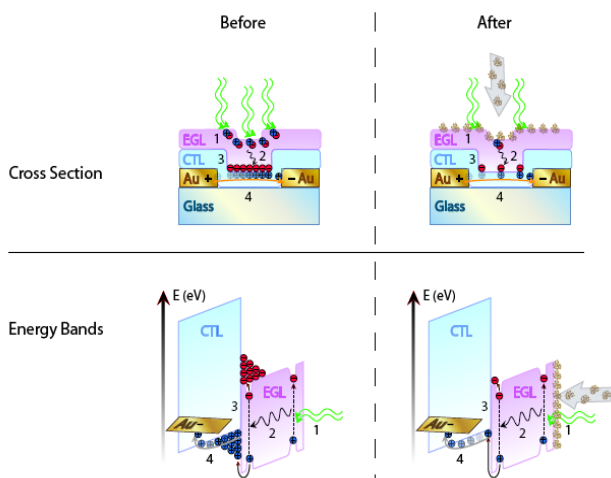 Before
After
EGL 1
CTL 3 2
Au + − Au
4
Glass
EGL 1
CTL 3 2
Au + − Au
4
Glass
Cross Section
Energy Bands
E (eV)
CTL
EGL
3
Au−
2
1
4
E (eV)
CTL
EGL
3
Au−
2
1
4